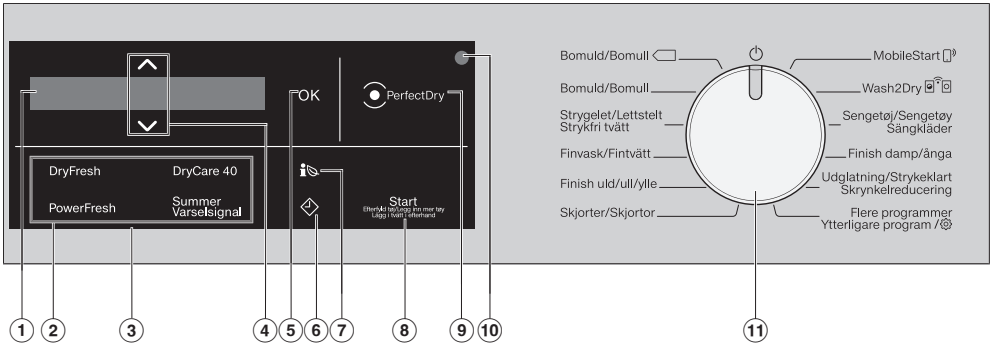 OK
PerfectDry
DryFresh
DryCare 40
PowerFresh
Summer
Varselsignal
Start
Efterfyld tøj/Legg inn mer tøy
Lägg i tvätt i efterhand
Bomuld/Bomull
Bomuld/Bomull
Strygelet/Lettstelt
Strykfri tvätt
Finvask/Fintvätt
Finish uld/ull/ylle
Skjorter/Skjortor
MobileStart
Wash2Dry
Sengetøj/Sengetøy
Sängkläder
Finish damp/ånga
Udglatning/Strykeklart
Skrynkelreducering
Flere programmer
Ytterligare program /
1 2 3 4 5 6 7 8 9 10 11